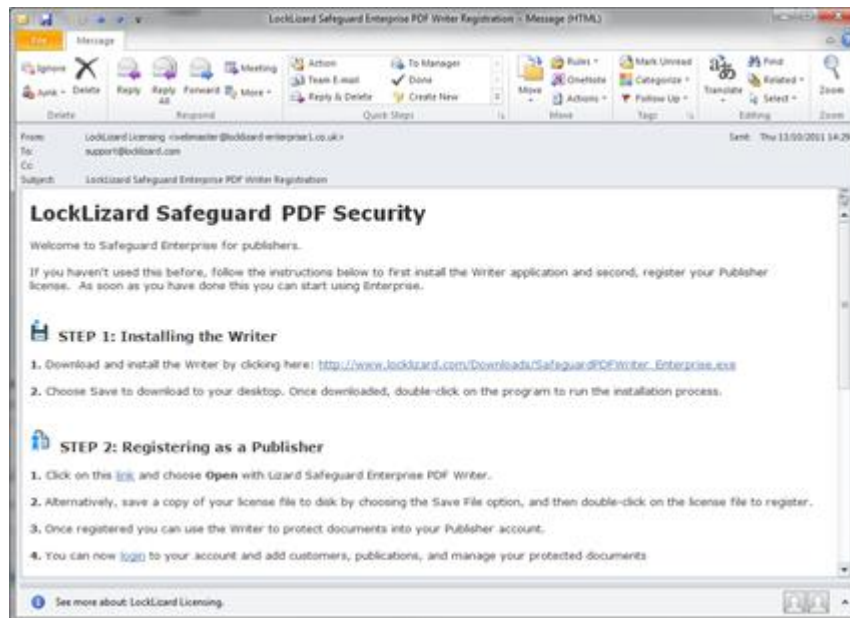 LockLizard Safeguard Enterprise PDF Writer Registration - Message (HTML)
File Message
Ignore
Junk
Delete
Reply
Reply All
Forward
Meeting
More
Action
Team E-mail
Reply & Delete
To Manager
Done
Create New
Move
Rules
OneNote
Actions
Mark Unread
Categorize
Follow Up
Translate
Find
Related
Select
Zoom
Delete Respond Quick Steps Move Tags Editing Zoom
From: LockLizard Licensing <webmaster@locklizard-enterprise1.co.uk> Sent: Thu 13/10/2011 14:29
To: support@locklizard.com
Cc:
Subject: LockLizard Safeguard Enterprise PDF Writer Registration
LockLizard Safeguard PDF Security
Welcome to Safeguard Enterprise for publishers.
If you haven't used this before, follow the instructions below to first install the Writer application and second, register your Publisher
license. As soon as you have done this you can start using Enterprise.
STEP 1: Installing the Writer
1. Download and install the Writer by clicking here: http://www.locklizard.com/Downloads/SafeguardPDFWriter_Enterprise.exe
2. Choose Save to download to your desktop. Once downloaded, double-click on the program to run the installation process.
STEP 2: Registering as a Publisher
1. Click on this link and choose Open with Lizard Safeguard Enterprise PDF Writer.
2. Alternatively, save a copy of your license file to disk by choosing the Save File option, and then double-click on the license file to register.
3. Once registered you can use the Writer to protect documents into your Publisher account.
4. You can now login to your account and add customers, publications, and manage your protected documents
See more about: LockLizard Licensing.